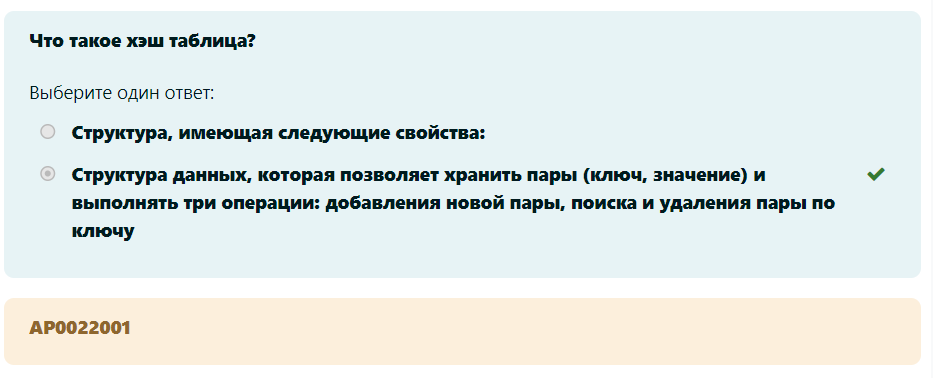 Что такое хэш таблица?
Выберите один ответ:
Структура, имеющая следующие свойства:
Структура данных, которая позволяет хранить пары (ключ, значение) и
выполнять три операции: добавления новой пары, поиска и удаления пары по
ключу
AP0022001